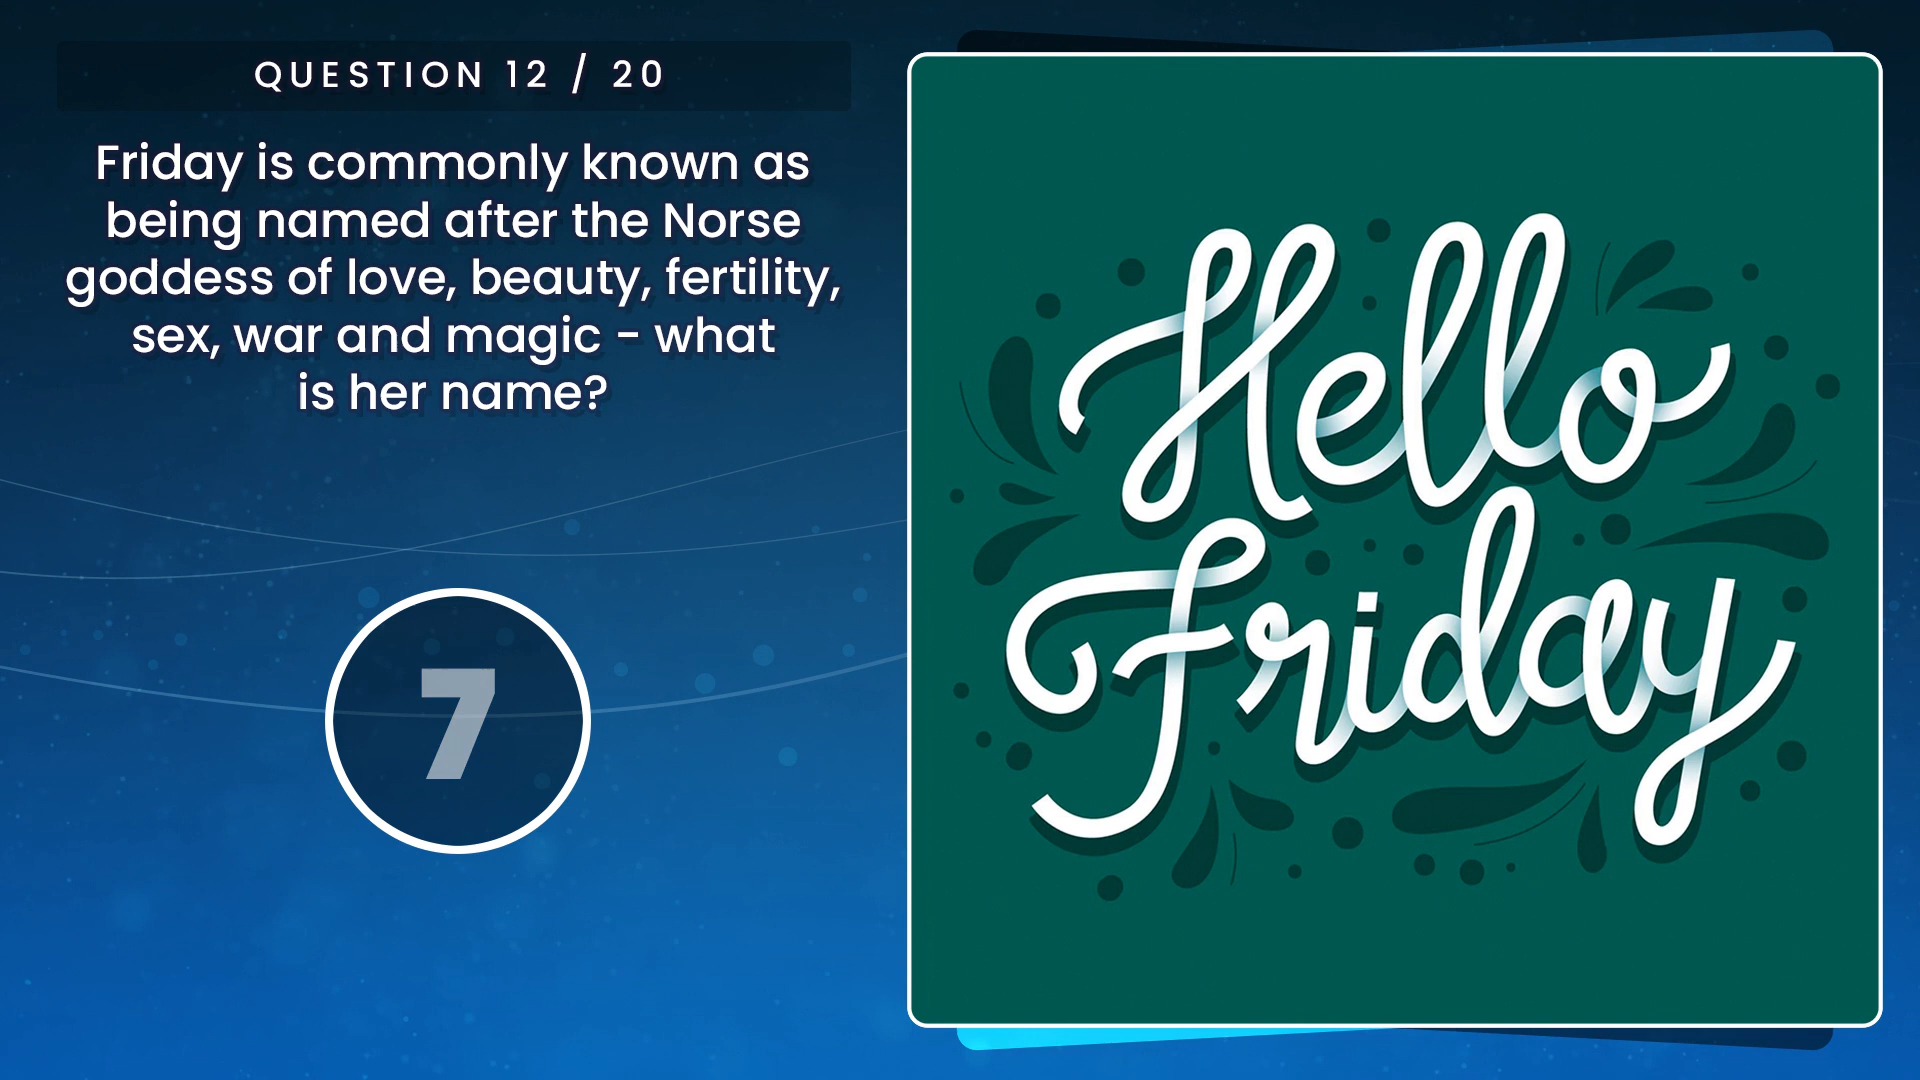 QUESTION 12 / 20
Friday is commonly known as
being named after the Norse
goddess of love, beauty, fertility,
sex, war and magic - what
is her name?
7
Hello
Friday